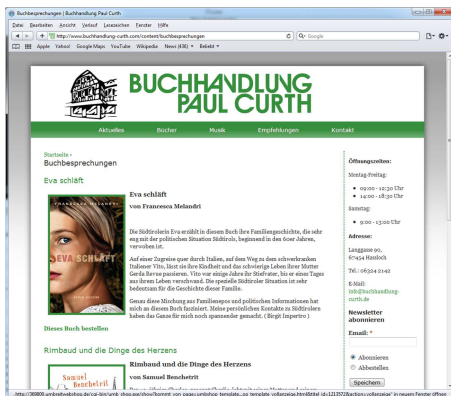 Buchbesprechungen | Buchhandlung Paul Curth
Datei Bearbeiten Ansicht Verlauf Lesezeichen Fenster Hilfe
http://www.buchhandlung-curth.com/content/buchbesprechungen
Google
Apple Yahoo! Google Maps YouTube Wikipedia News (436) Beliebt
BUCHHANDLUNG
PAUL CURTH
Aktuelles Bücher Musik Empfehlungen Kontakt
Startseite ›
Buchbesprechungen
Eva schläft
FRANCESCA MELANDRI
EVA SCHLÄFT
Eva schläft
von Francesca Melandri
Die Südtirolerin Eva erzählt in diesem Buch ihre Familiengeschichte, die sehr
eng mit der politischen Situation Südtirols, beginnend in den 60er Jahren,
verwoben ist.
Auf einer Zugreise quer durch Italien, auf dem Weg zu dem schwerkranken
Italiener Vito, lässt sie ihre Kindheit und das schwierige Leben ihrer Mutter
Gerda Revue passieren. Vito war einige Jahre ihr Stiefvater, bis er eines Tages
aus ihrem Leben verschwand. Die spezielle Südtiroler Situation ist sehr
bedeutsam für die Geschichte dieser Familie.
Genau diese Mischung aus Familienepos und politischen Informationen hat
mich an diesem Buch fasziniert. Meine persönlichen Kontakte zu Südtirolern
haben das Ganze für mich noch spannender gemacht. ( Birgit Impertro )
Dieses Buch bestellen
Rimbaud und die Dinge des Herzens
Samuel
Benchetrit
Rimbaud und die Dinge des Herzens
von Samuel Benchetrit
Öffnungszeiten:
Montag-Freitag:
09:00 - 12:30 Uhr
14:00 - 18:30 Uhr
Samstag:
9:00 - 13:00 Uhr
Adresse:
Langgasse 90,
67454 Hassloch
Tel.: 06324 2142
E-Mail:
info@buchhandlung-
curth.de
Newsletter
abonnieren
Email: *
Abonnieren
Abbestellen
Speichern